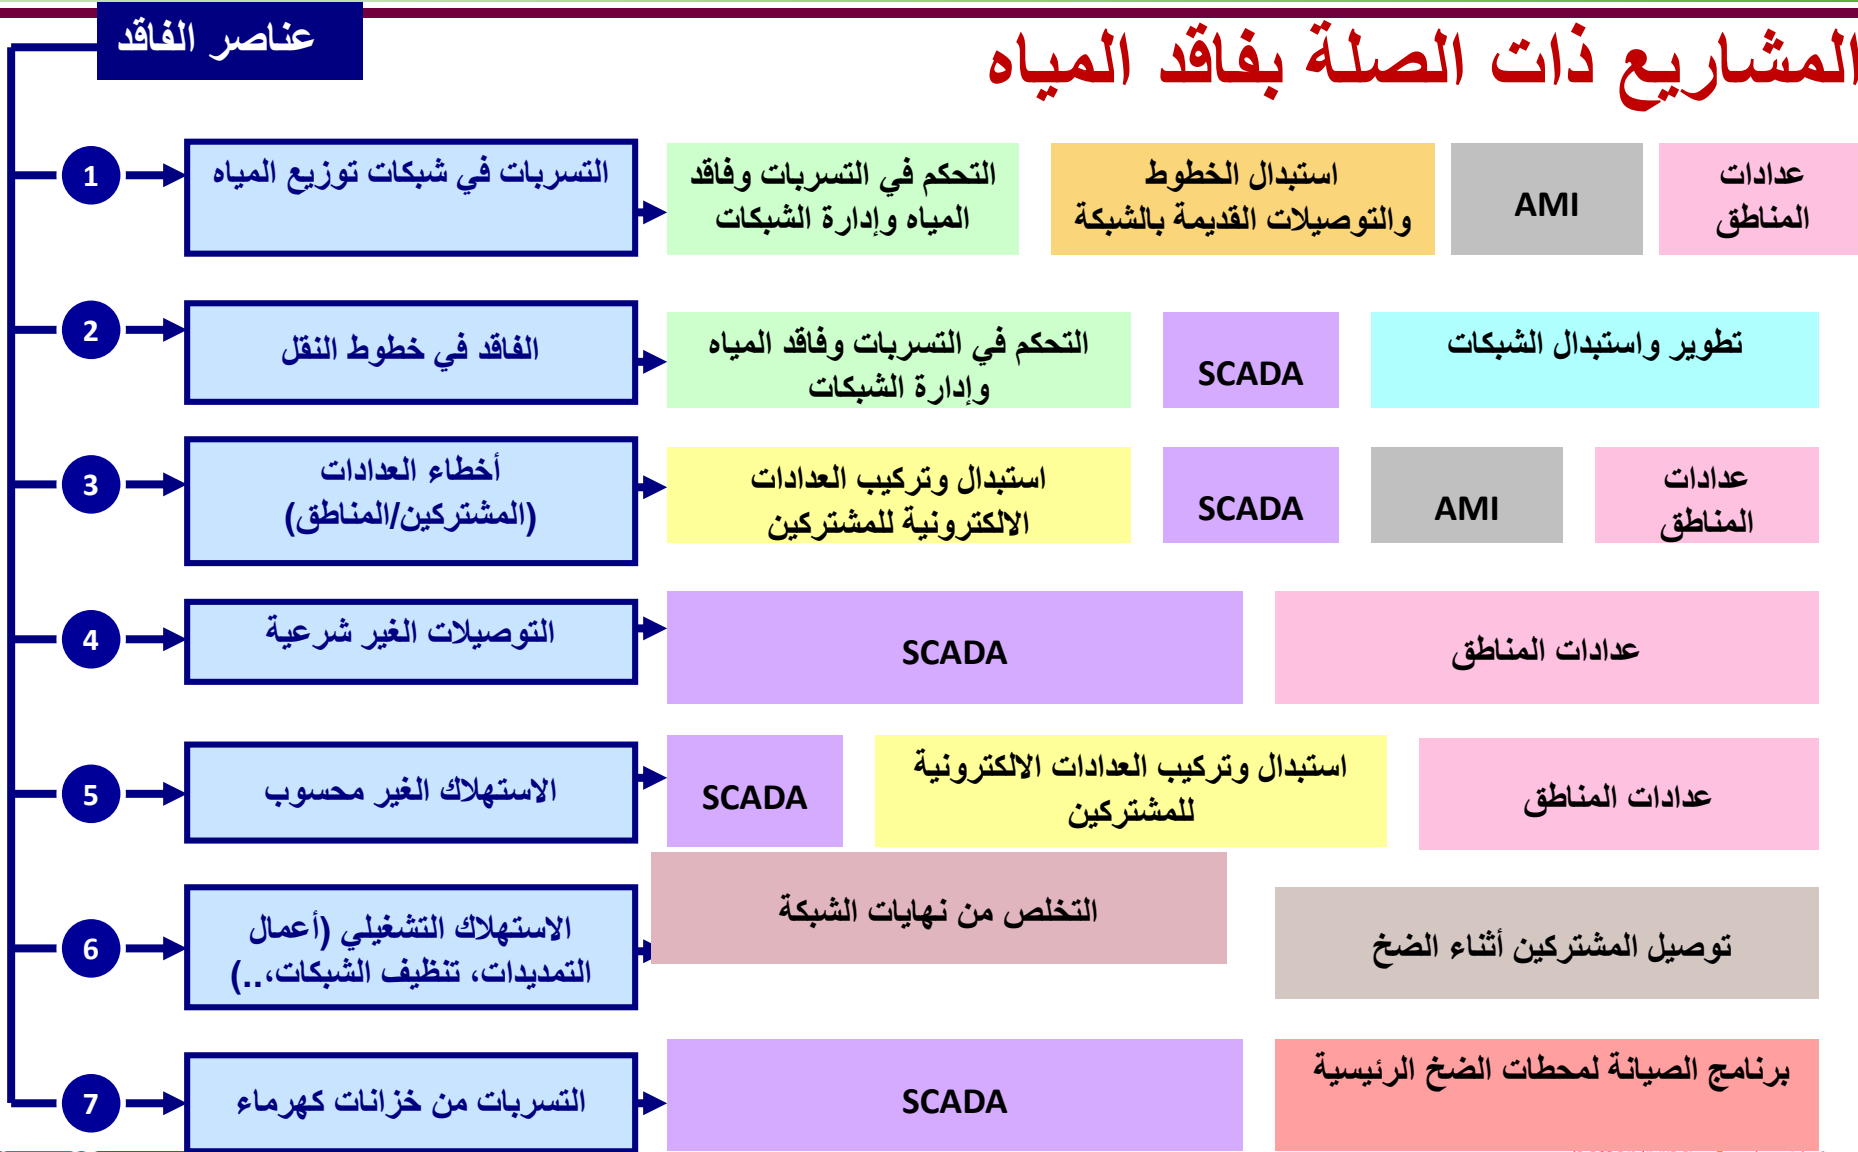 المشاريع ذات الصلة بفاقد المياه
عناصر الفاقد
1
التسربات في شبكات توزيع المياه
التحكم في التسربات وفاقد
المياه وإدارة الشبكات
استبدال الخطوط
والتوصيلات القديمة بالشبكة
AMI
عدادات
المناطق
2
الفاقد في خطوط النقل
التحكم في التسربات وفاقد المياه
وإدارة الشبكات
SCADA
تطوير واستبدال الشبكات
3
أخطاء العدادات
(المشتركين/المناطق)
استبدال وتركيب العدادات
الالكترونية للمشتركين
SCADA
AMI
عدادات
المناطق
4
التوصيلات الغير شرعية
SCADA
عدادات المناطق
5
الاستهلاك الغير محسوب
SCADA
استبدال وتركيب العدادات الالكترونية
للمشتركين
عدادات المناطق
6
الاستهلاك التشغيلي (أعمال
التمديدات، تنظيف الشبكات،..)
التخلص من نهايات الشبكة
توصيل المشتركين أثناء الضخ
7
التسربات من خزانات كهرماء
SCADA
برنامج الصيانة لمحطات الضخ الرئيسية